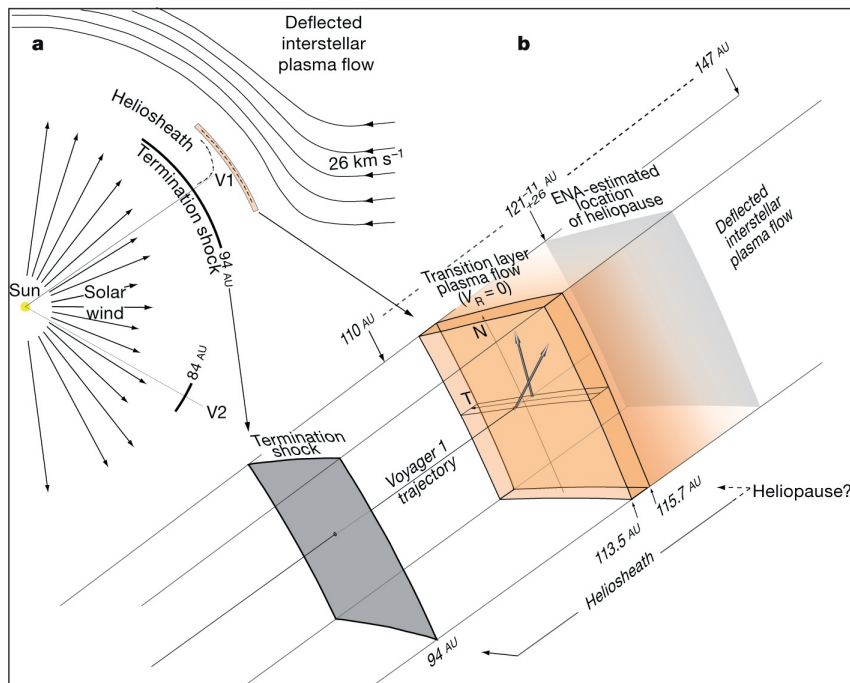 a
Deflected
interstellar
plasma flow
Heliosheath
Termination shock
V1
26 km s⁻¹
94 AU
Sun
Solar
wind
84 AU
V2
b
147 AU
121 −11 +26 AU
ENA-estimated
location
of heliopause
Deflected
interstellar
plasma flow
Transition layer
plasma flow
(V_R = 0)
110 AU
N
T
Termination
shock
Voyager 1
trajectory
Heliopause?
115.7 AU
113.5 AU
Heliosheath
94 AU